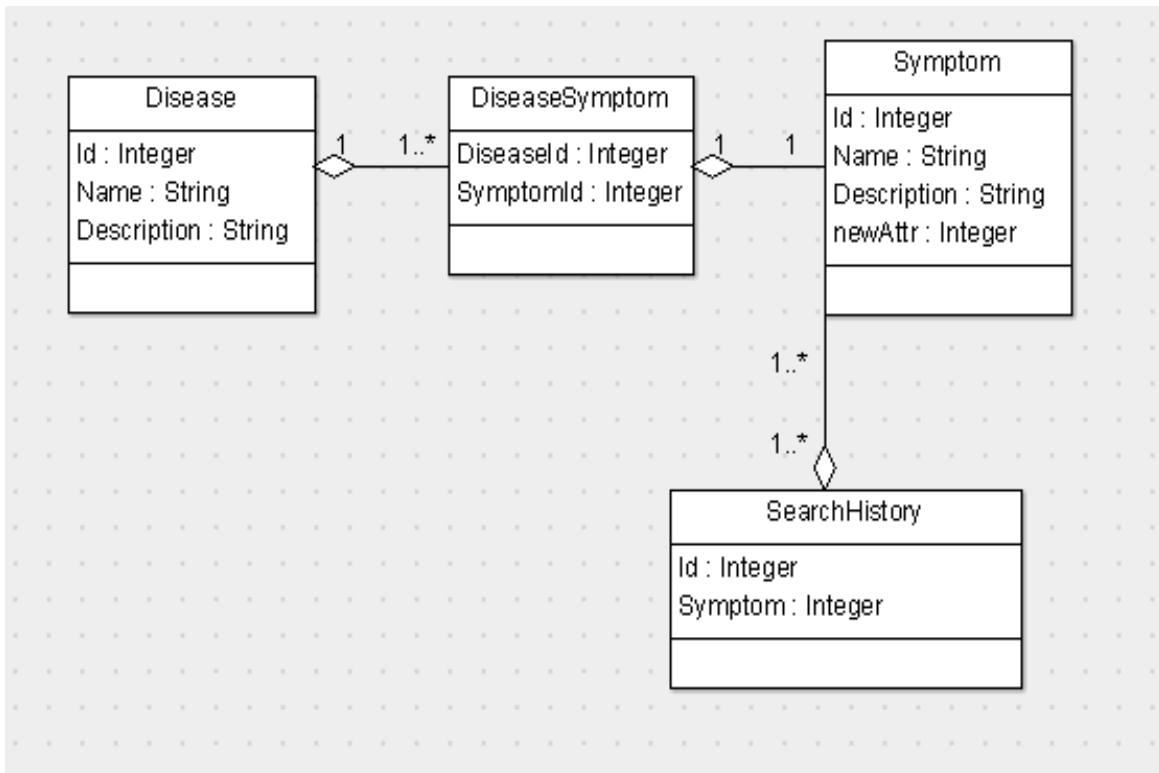 Disease
Id : Integer
Name : String
Description : String
1
1..*
DiseaseSymptom
DiseaseId : Integer
SymptomId : Integer
1
1
Symptom
Id : Integer
Name : String
Description : String
newAttr : Integer
1..*
1..*
SearchHistory
Id : Integer
Symptom : Integer